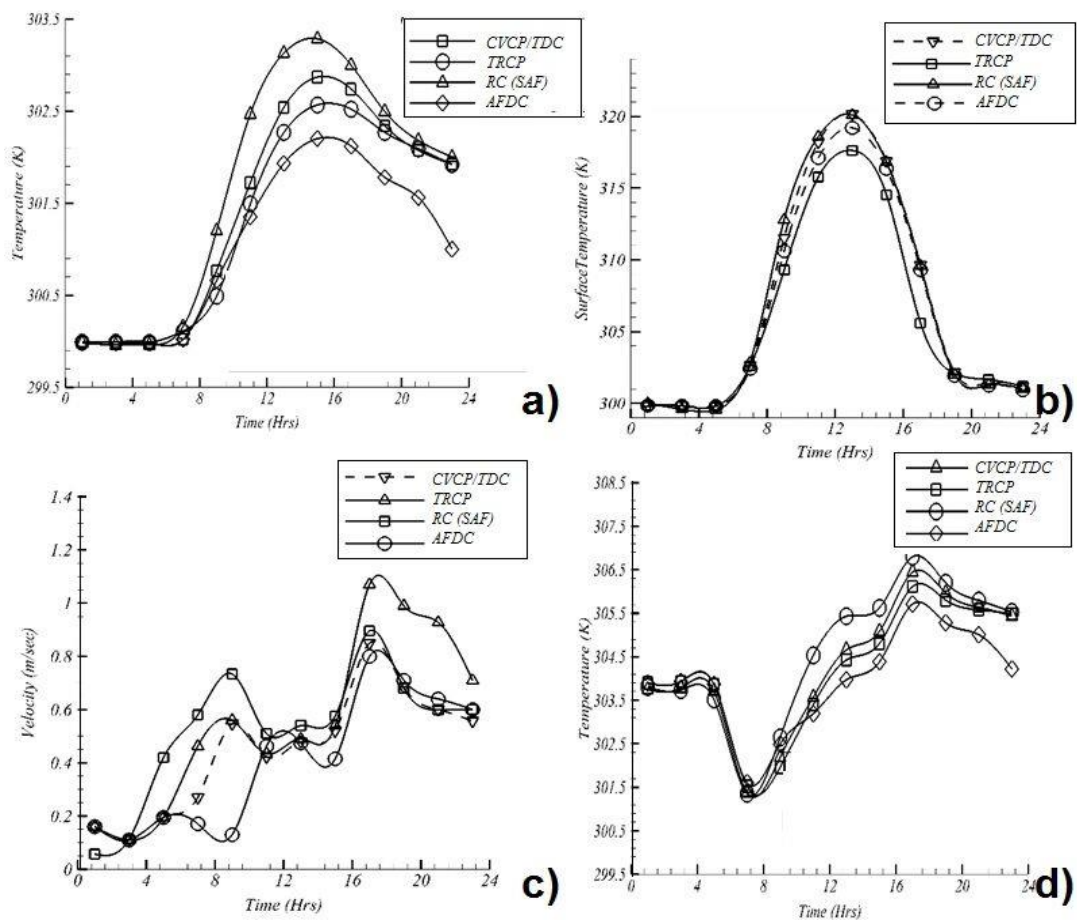 303.5
302.5
301.5
300.5
299.5
Temperature (K)
0 4 8 12 16 20 24
Time (Hrs)
CVCP/TDC
TRCP
RC (SAF)
AFDC
a)
320
315
310
305
300
SurfaceTemperature (K)
0 4 8 12 16 20 24
Time (Hrs)
CVCP/TDC
TRCP
RC (SAF)
AFDC
b)
1.4
1.2
1
0.8
0.6
0.4
0.2
0
Velocity (m/sec)
0 4 8 12 16 20 24
Time (Hrs)
CVCP/TDC
TRCP
RC (SAF)
AFDC
c)
308.5
307.5
306.5
305.5
304.5
303.5
302.5
301.5
300.5
299.5
Temperature (K)
0 4 8 12 16 20 24
Time (Hrs)
CVCP/TDC
TRCP
RC (SAF)
AFDC
d)